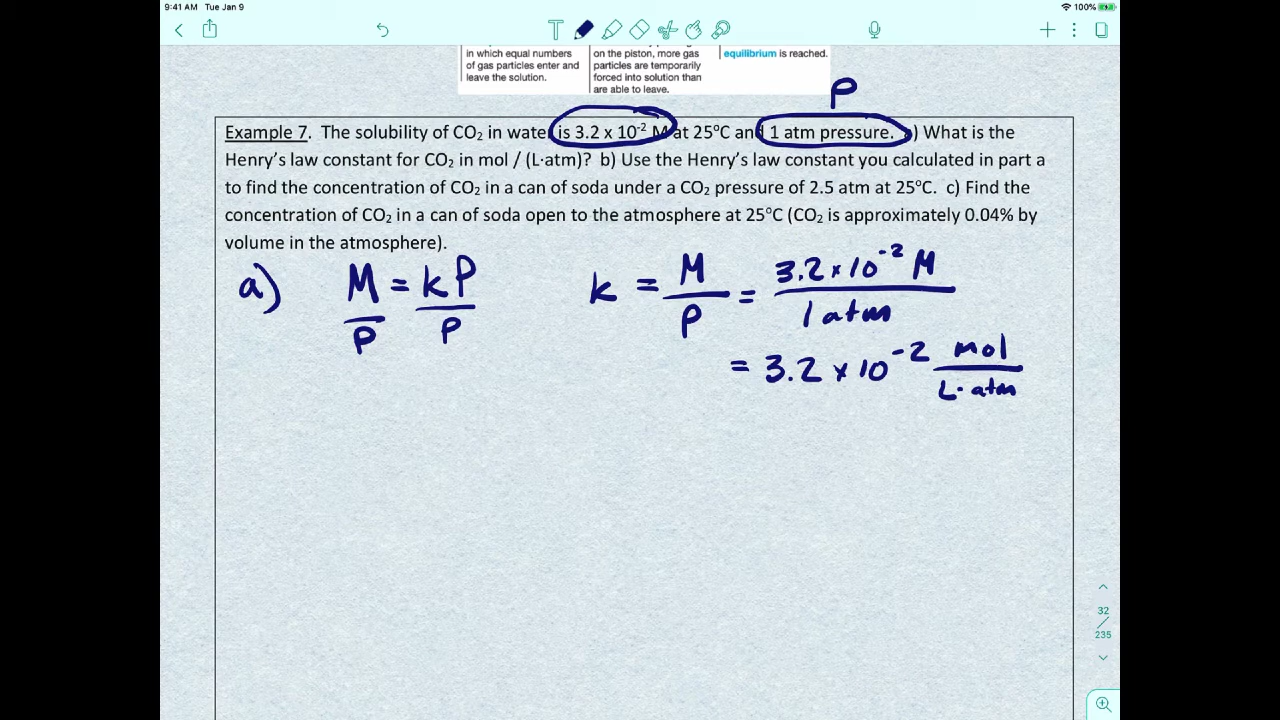 9:41 AM Tue Jan 9
100%
in which equal numbers
of gas particles enter and
leave the solution.
on the piston, more gas
particles are temporarily
forced into solution than
are able to leave.
equilibrium is reached.
P
Example 7. The solubility of CO₂ in water is 3.2 x 10⁻² M at 25°C and 1 atm pressure. ) What is the
Henry's law constant for CO₂ in mol / (L·atm)? b) Use the Henry's law constant you calculated in part a
to find the concentration of CO₂ in a can of soda under a CO₂ pressure of 2.5 atm at 25°C. c) Find the
concentration of CO₂ in a can of soda open to the atmosphere at 25°C (CO₂ is approximately 0.04% by
volume in the atmosphere).
a) M/P = kP/P k = M/P = 3.2 x 10⁻² M / 1 atm
= 3.2 x 10⁻² mol / L·atm
32
/
235